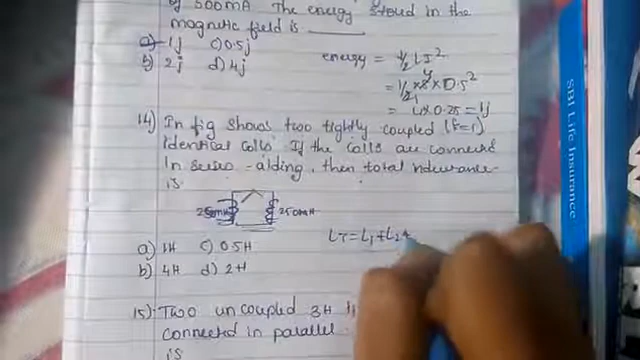 of 500mA. The energy stored in the
magnetic field is
a) 1j c) 0.5j
b) 2j d) 4j
energy = 1/2 LI²
= 1/2 × 8 × 0.5²
4
1
= 4 × 0.25 = 1j
14) In fig shows two tightly coupled (k=1)
identical coils. If the coils are connected
in series - aiding, then total inductance
is
250mH
a) 1H c) 0.5H
b) 4H d) 2H
LT = L1 + L2 +
15) Two uncoupled 3H
connected in parallel.
is
SBI Life Insurance